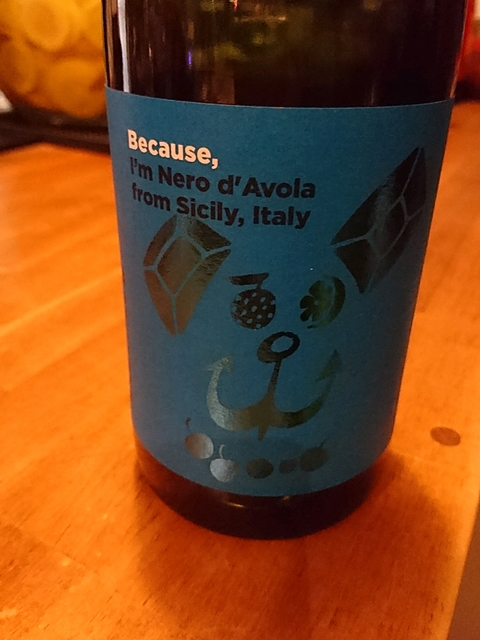 Because,
I'm Nero d'Avola
from Sicily, Italy